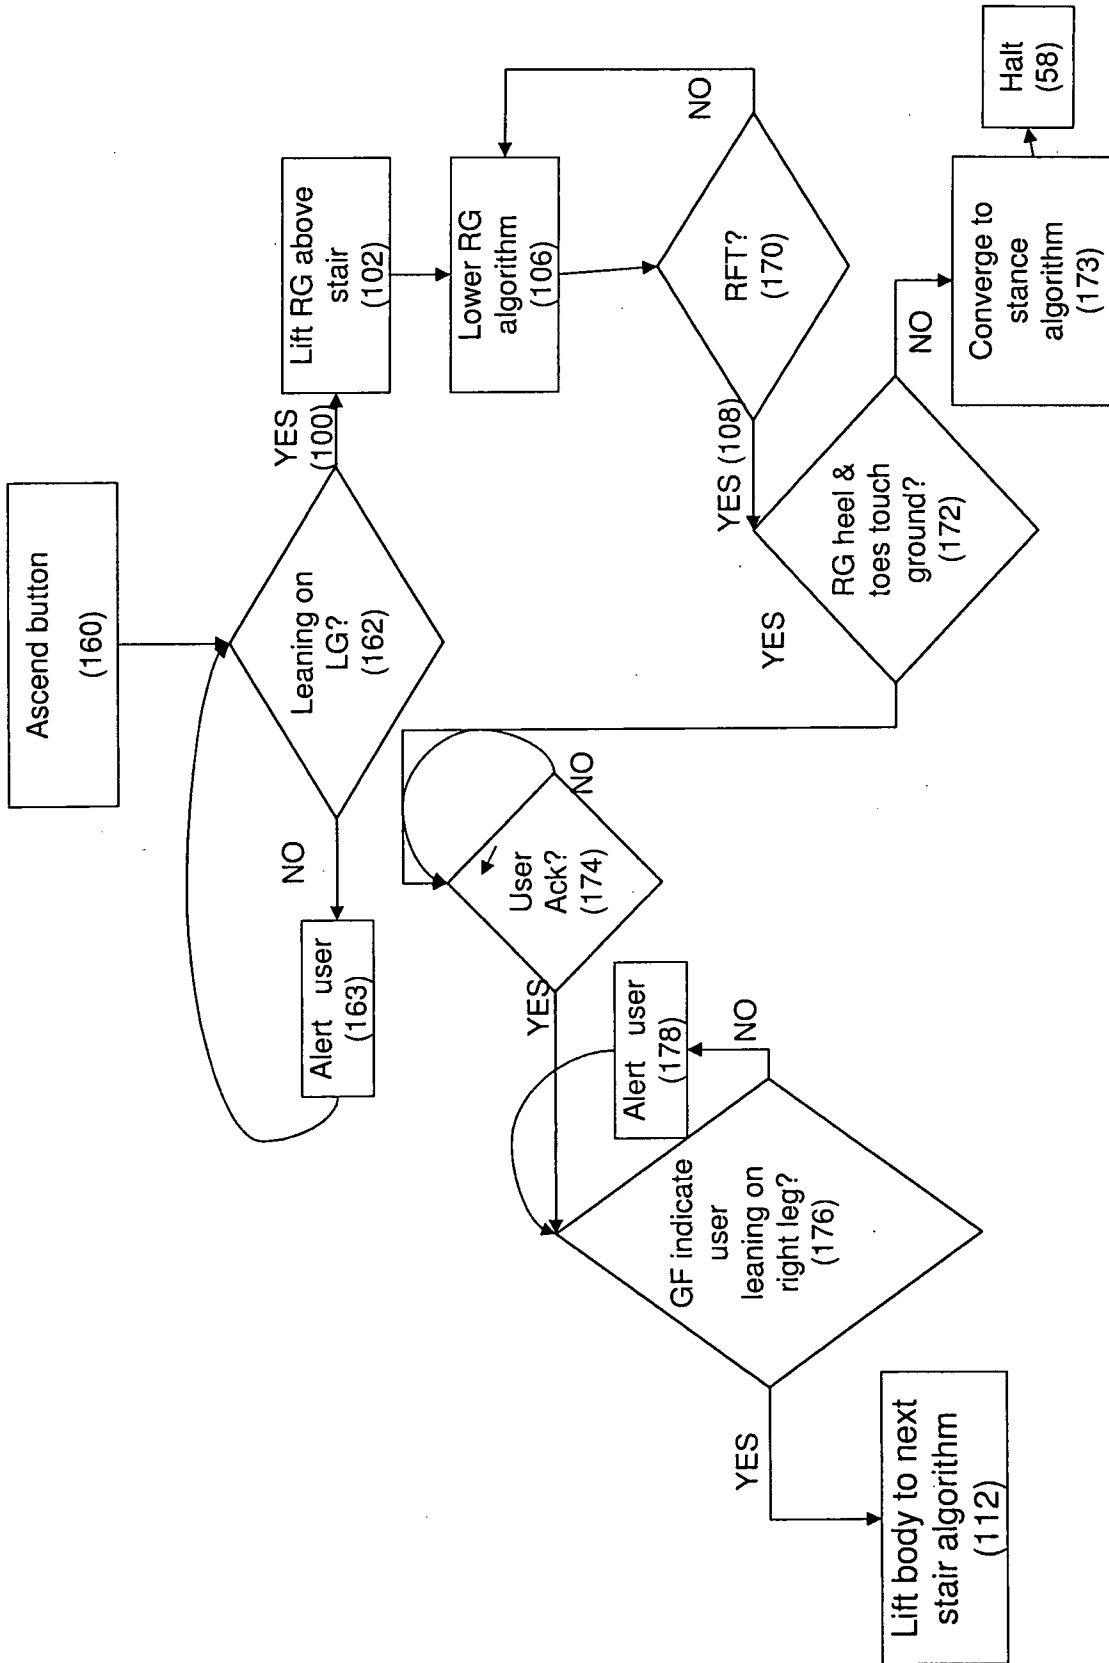 Ascend button
(160)
Leaning on
LG?
(162)
NO
Alert user
(163)
YES
(100)
Lift RG above
stair
(102)
Lower RG
algorithm
(106)
RFT?
(170)
NO
YES (108)
RG heel &
toes touch
ground?
(172)
NO
Converge to
stance
algorithm
(173)
Halt
(58)
YES
User
Ack?
(174)
NO
YES
GF indicate
user
leaning on
right leg?
(176)
NO
Alert user
(178)
YES
Lift body to next
stair algorithm
(112)